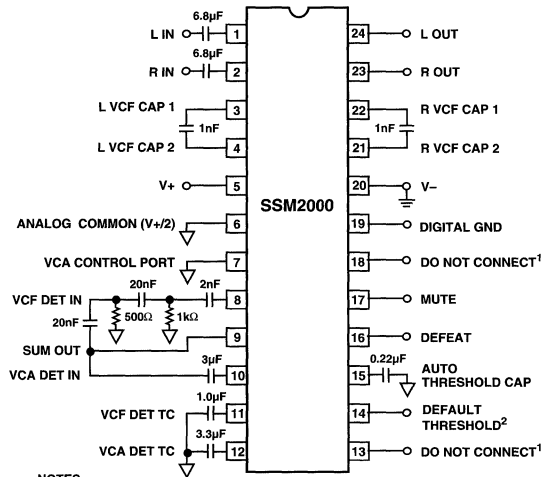 6.8µF
L IN
1
24
L OUT
6.8µF
R IN
2
23
R OUT
L VCF CAP 1
3
22
R VCF CAP 1
1nF
1nF
L VCF CAP 2
4
21
R VCF CAP 2
V+
5
20
V–
SSM2000
ANALOG COMMON (V+/2)
6
19
DIGITAL GND
VCA CONTROL PORT
7
18
DO NOT CONNECT1
20nF
2nF
VCF DET IN
8
17
MUTE
20nF
500Ω
1kΩ
SUM OUT
9
16
DEFEAT
3µF
0.22µF
VCA DET IN
10
15
AUTO
THRESHOLD CAP
1.0µF
VCF DET TC
11
14
DEFAULT
THRESHOLD2
3.3µF
VCA DET TC
12
13
DO NOT CONNECT1